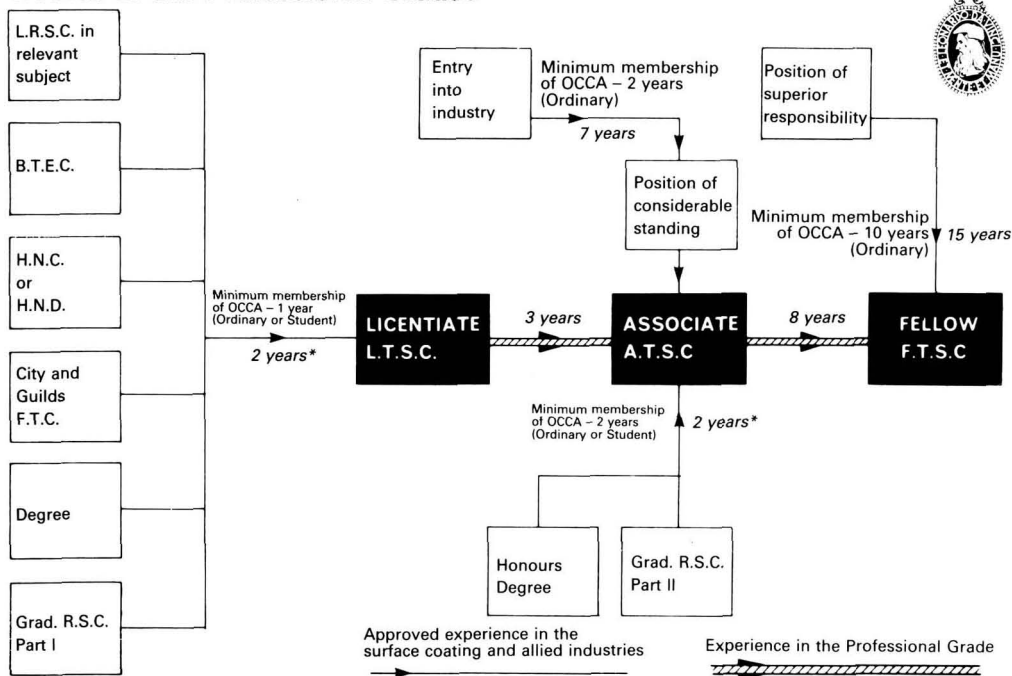 L.R.S.C. in
relevant
subject
B.T.E.C.
H.N.C.
or
H.N.D.
City and
Guilds
F.T.C.
Degree
Grad. R.S.C.
Part I
Minimum membership
of OCCA – 1 year
(Ordinary or Student)
2 years*
LICENTIATE
L.T.S.C.
3 years
Entry
into
industry
Minimum membership
of OCCA – 2 years
(Ordinary)
7 years
Position of
considerable
standing
ASSOCIATE
A.T.S.C
Minimum membership
of OCCA – 2 years
(Ordinary or Student)
2 years*
Honours
Degree
Grad. R.S.C.
Part II
8 years
Position of
superior
responsibility
Minimum membership
of OCCA – 10 years
(Ordinary)
15 years
FELLOW
F.T.S.C
LEONARDO DA VINCI
Approved experience in the
surface coating and allied industries
Experience in the Professional Grade